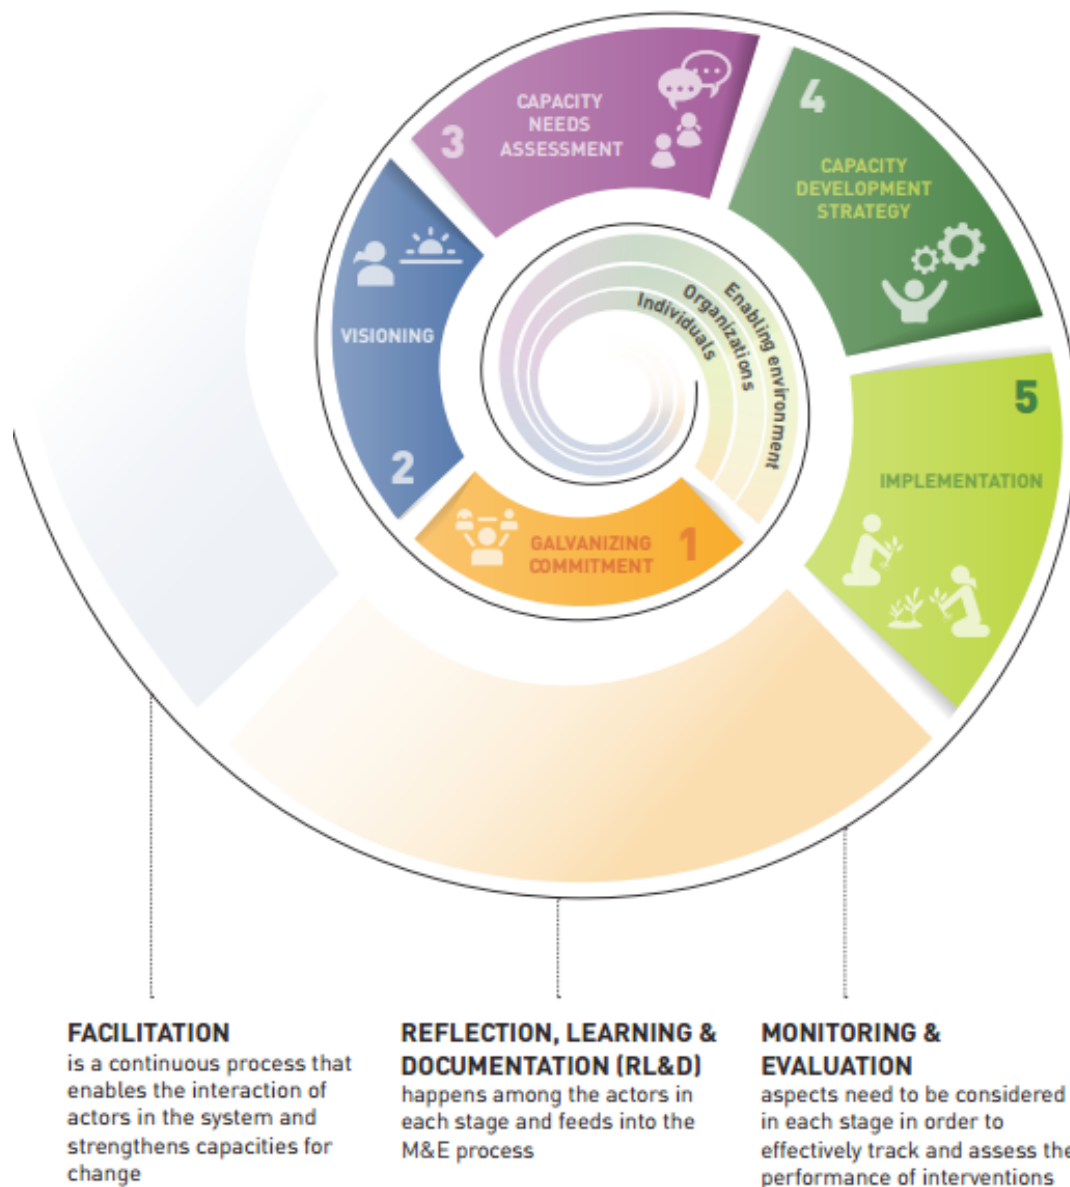 3
CAPACITY
NEEDS
ASSESSMENT
4
CAPACITY
DEVELOPMENT
STRATEGY
VISIONING
2
Enabling environment
Organizations
Individuals
5
IMPLEMENTATION
GALVANIZING
COMMITMENT
1
FACILITATION
is a continuous process that
enables the interaction of
actors in the system and
strengthens capacities for
change
REFLECTION, LEARNING &
DOCUMENTATION (RL&D)
happens among the actors in
each stage and feeds into the
M&E process
MONITORING &
EVALUATION
aspects need to be considered
in each stage in order to
effectively track and assess the
performance of interventions